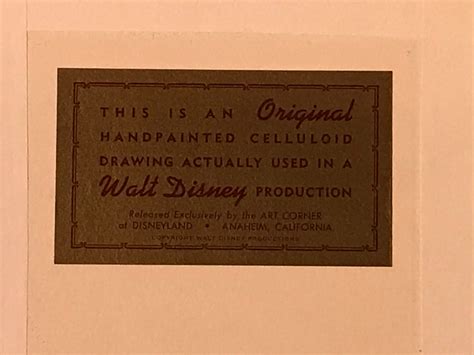 THIS IS AN Original
HANDPAINTED CELLULOID
DRAWING ACTUALLY USED IN A
Walt Disney PRODUCTION
Released Exclusively by the ART CORNER
at DISNEYLAND • ANAHEIM, CALIFORNIA
COPYRIGHT WALT DISNEY PRODUCTIONS